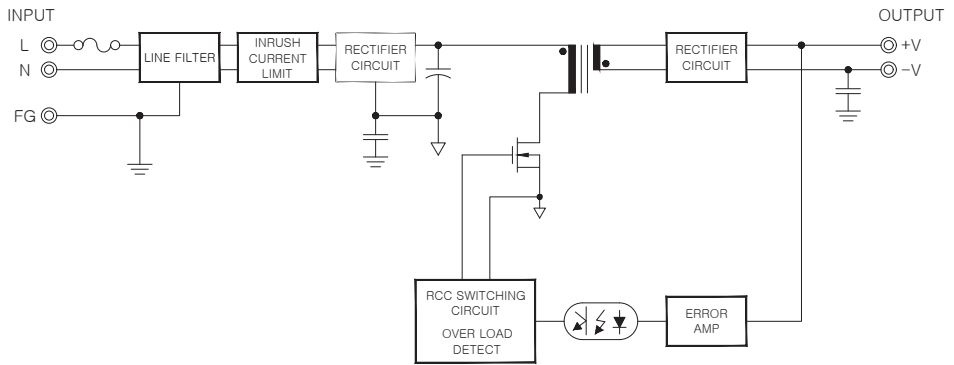 INPUT
OUTPUT
L
N
FG
LINE FILTER
INRUSH
CURRENT
LIMIT
RECTIFIER
CIRCUIT
RECTIFIER
CIRCUIT
+V
−V
RCC SWITCHING
CIRCUIT
OVER LOAD
DETECT
ERROR
AMP